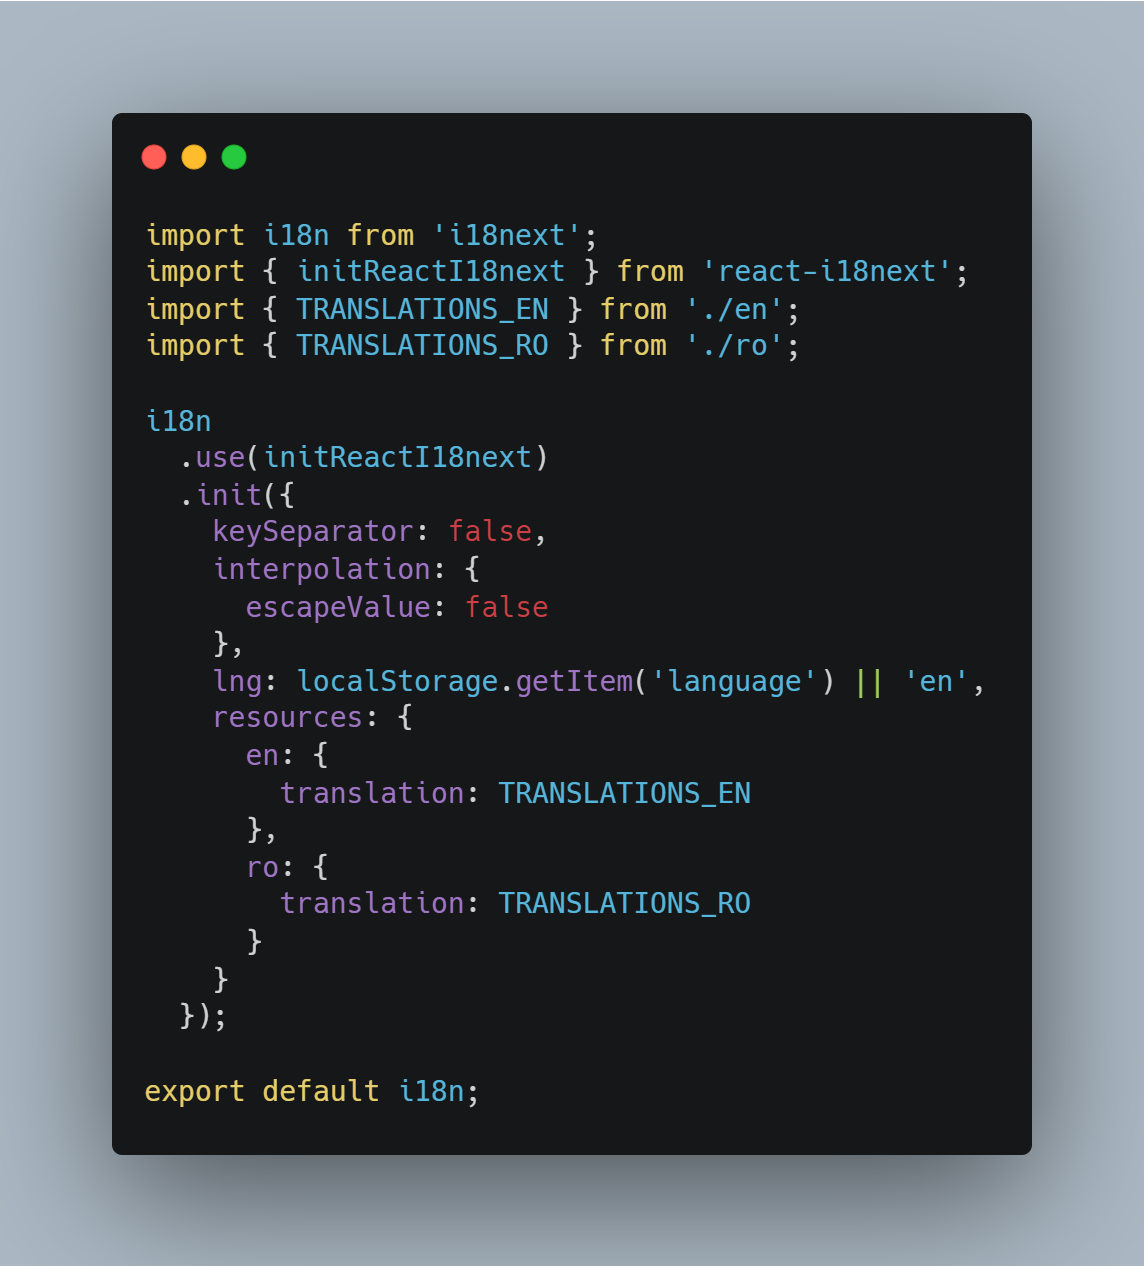 import i18n from 'i18next';
import { initReactI18next } from 'react-i18next';
import { TRANSLATIONS_EN } from './en';
import { TRANSLATIONS_RO } from './ro';

i18n
  .use(initReactI18next)
  .init({
    keySeparator: false,
    interpolation: {
      escapeValue: false
    },
    lng: localStorage.getItem('language') || 'en',
    resources: {
      en: {
        translation: TRANSLATIONS_EN
      },
      ro: {
        translation: TRANSLATIONS_RO
      }
    }
  });

export default i18n;